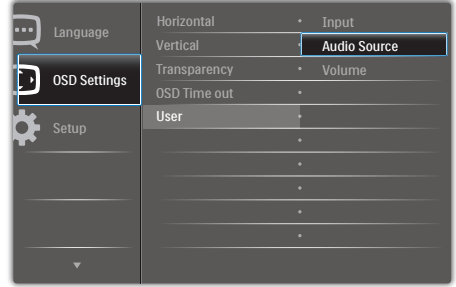 Language
OSD Settings
Setup
Horizontal
Vertical
Transparency
OSD Time out
User
Input
Audio Source
Volume